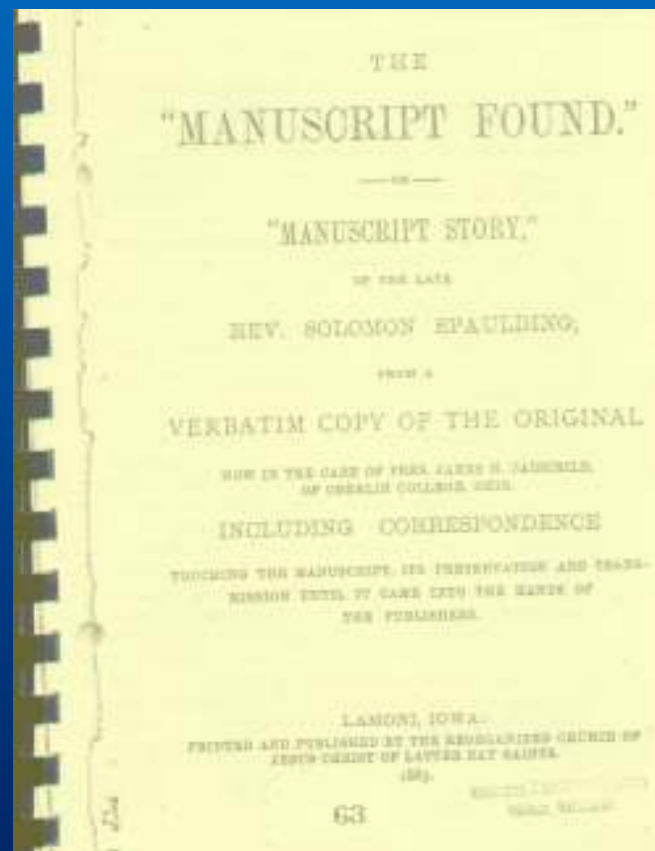 THE
"MANUSCRIPT FOUND."
OR
"MANUSCRIPT STORY,"
OF THE LATE
REV. SOLOMON SPAULDING;
FROM A
VERBATIM COPY OF THE ORIGINAL
NOW IN THE CARE OF PRES. JAMES H. FAIRCHILD,
OF OBERLIN COLLEGE, OHIO.
INCLUDING CORRESPONDENCE
TOUCHING THE MANUSCRIPT, ITS PRESERVATION AND TRANS-
MISSION UNTIL IT CAME INTO THE HANDS OF
THE PUBLISHERS.
LAMONI, IOWA:
PRINTED AND PUBLISHED BY THE REORGANIZED CHURCH OF
JESUS CHRIST OF LATTER DAY SAINTS.
1885.
63